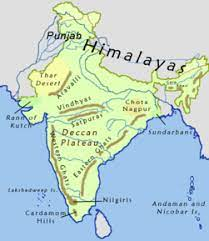 Punjab
Himalayas
Thar
Desert
Aravalli
Vindhyas
Satpuras
Chota
Nagpur
Rann of
Kutch
Sundarbans
Deccan
Plateau
Western Ghats
Eastern Ghats
Lakshadweep Is.
Nilgiris
Andaman and
Nicobar Is
Cardamom
Hills